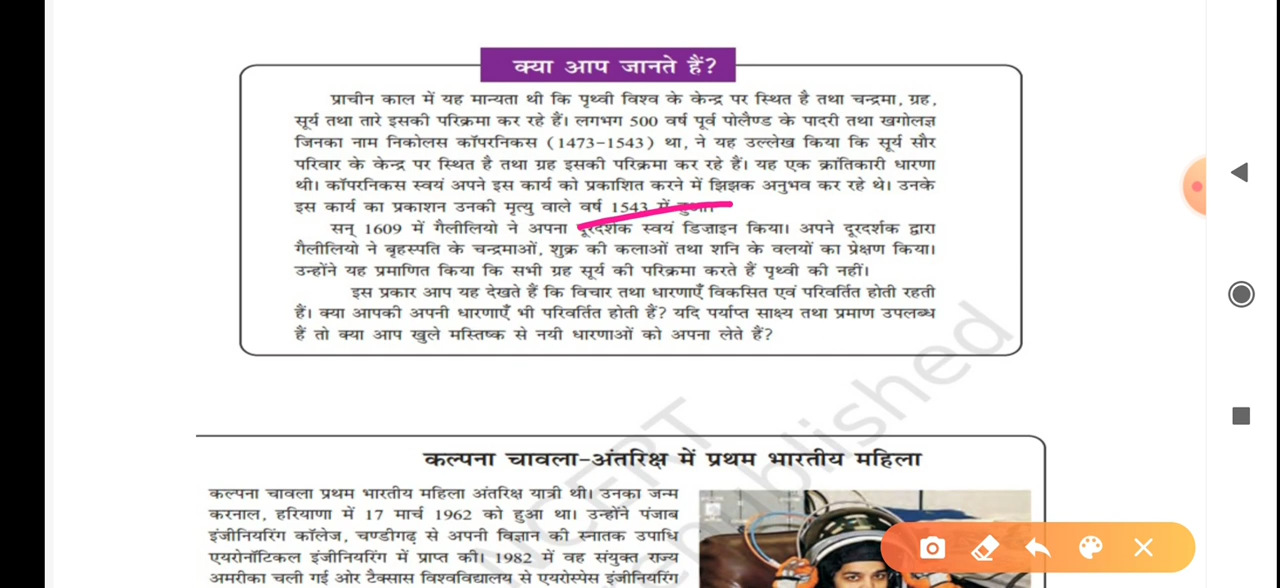 क्या आप जानते हैं?
प्राचीन काल में यह मान्यता थी कि पृथ्वी विश्व के केन्द्र पर स्थित है तथा चन्द्रमा, ग्रह,
सूर्य तथा तारे इसकी परिक्रमा कर रहे हैं। लगभग 500 वर्ष पूर्व पोलैण्ड के पादरी तथा खगोलज्ञ
जिनका नाम निकोलस कॉपरनिकस (1473-1543) था, ने यह उल्लेख किया कि सूर्य सौर
परिवार के केन्द्र पर स्थित है तथा ग्रह इसकी परिक्रमा कर रहे हैं। यह एक क्रांतिकारी धारणा
थी। कॉपरनिकस स्वयं अपने इस कार्य को प्रकाशित करने में झिझक अनुभव कर रहे थे। उनके
इस कार्य का प्रकाशन उनकी मृत्यु वाले वर्ष 1543 में हुआ।
सन् 1609 में गैलीलियो ने अपना दूरदर्शक स्वयं डिज़ाइन किया। अपने दूरदर्शक द्वारा
गैलीलियो ने बृहस्पति के चन्द्रमाओं, शुक्र की कलाओं तथा शनि के वलयों का प्रेक्षण किया।
उन्होंने यह प्रमाणित किया कि सभी ग्रह सूर्य की परिक्रमा करते हैं पृथ्वी की नहीं।
इस प्रकार आप यह देखते हैं कि विचार तथा धारणाएँ विकसित एवं परिवर्तित होती रहती
हैं। क्या आपकी अपनी धारणाएँ भी परिवर्तित होती हैं? यदि पर्याप्त साक्ष्य तथा प्रमाण उपलब्ध
हैं तो क्या आप खुले मस्तिष्क से नयी धारणाओं को अपना लेते हैं?
कल्पना चावला-अंतरिक्ष में प्रथम भारतीय महिला
कल्पना चावला प्रथम भारतीय महिला अंतरिक्ष यात्री थी। उनका जन्म
करनाल, हरियाणा में 17 मार्च 1962 को हुआ था। उन्होंने पंजाब
इंजीनियरिंग कॉलेज, चण्डीगढ़ से अपनी विज्ञान की स्नातक उपाधि
एयरोनॉटिकल इंजीनियरिंग में प्राप्त की। 1982 में वह संयुक्त राज्य
अमरीका चली गई ओर टैक्सास विश्वविद्यालय से एयरोस्पेस इंजीनियरिंग
NCERT
republished